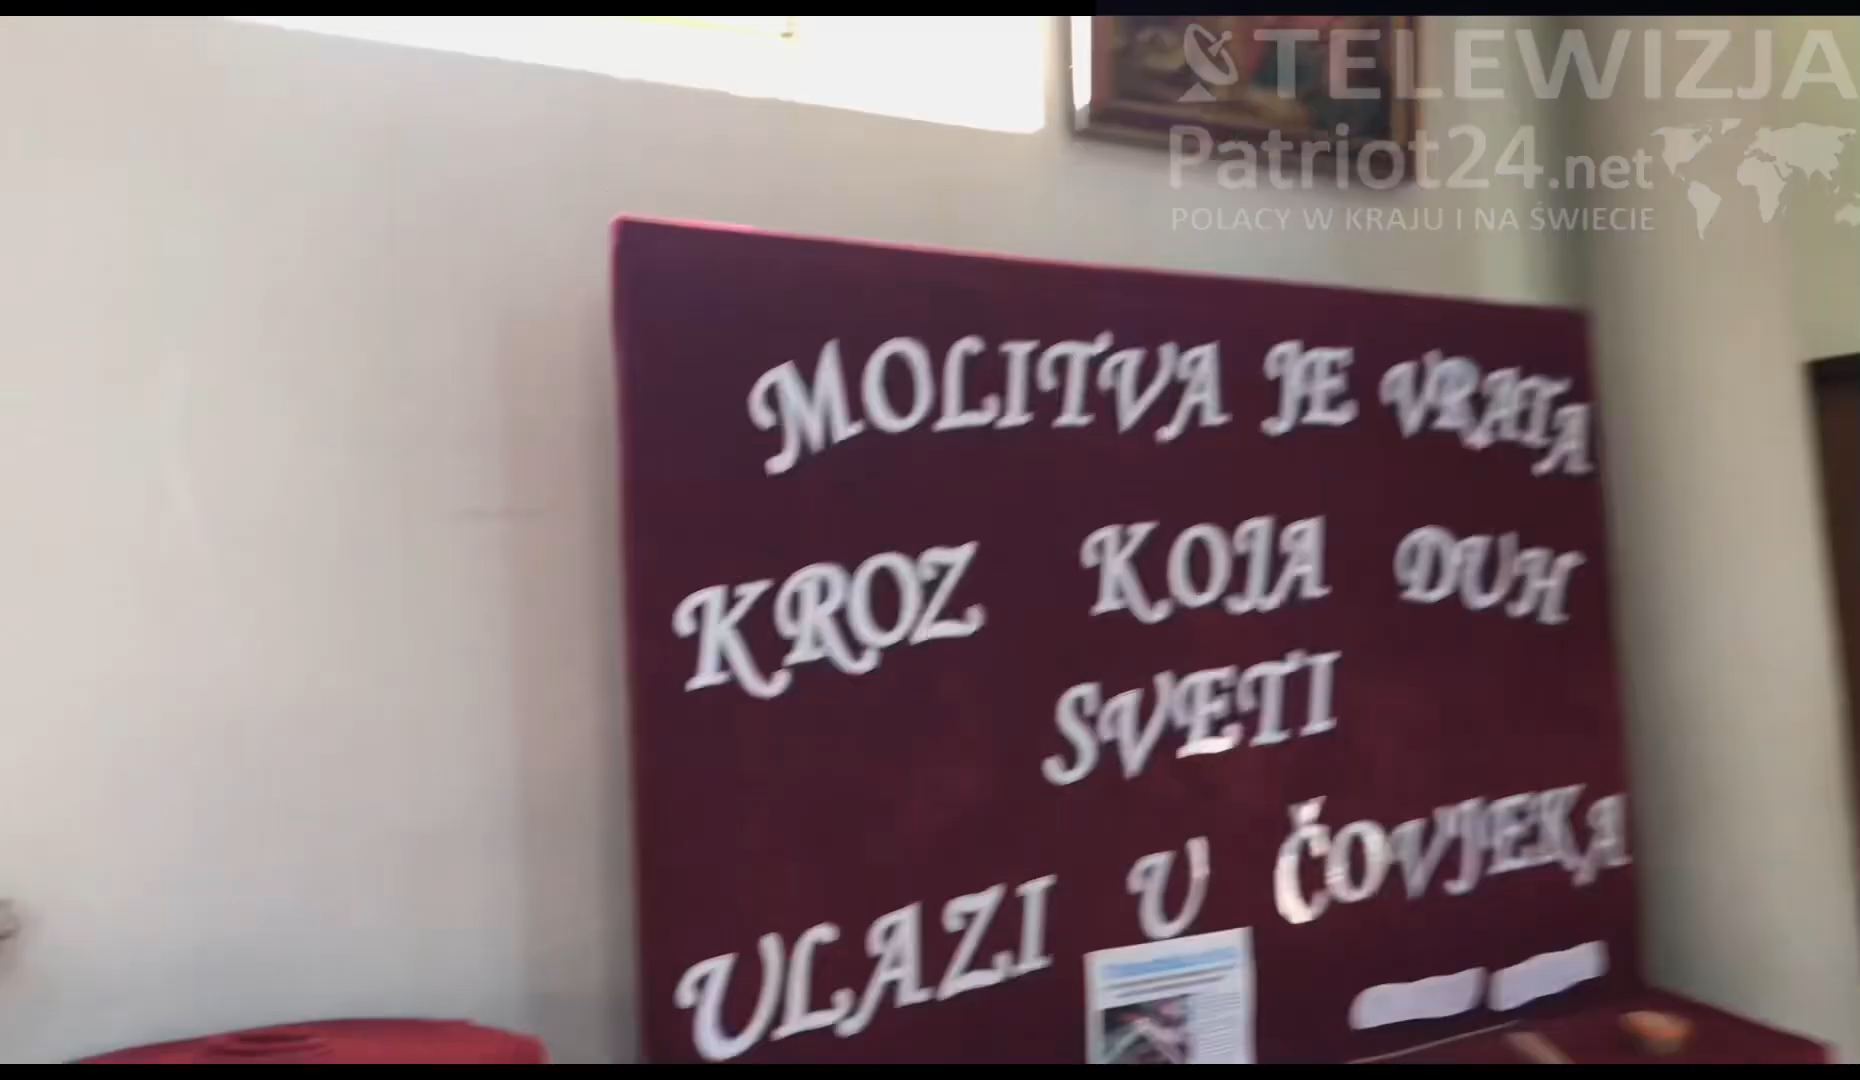 TELEWIZJA
Patriot24.net
POLACY W KRAJU I NA ŚWIECIE
MOLITVA JE VRATA
KROZ KOJA DUH
SVETI
ULAZI U ČOVJEKA